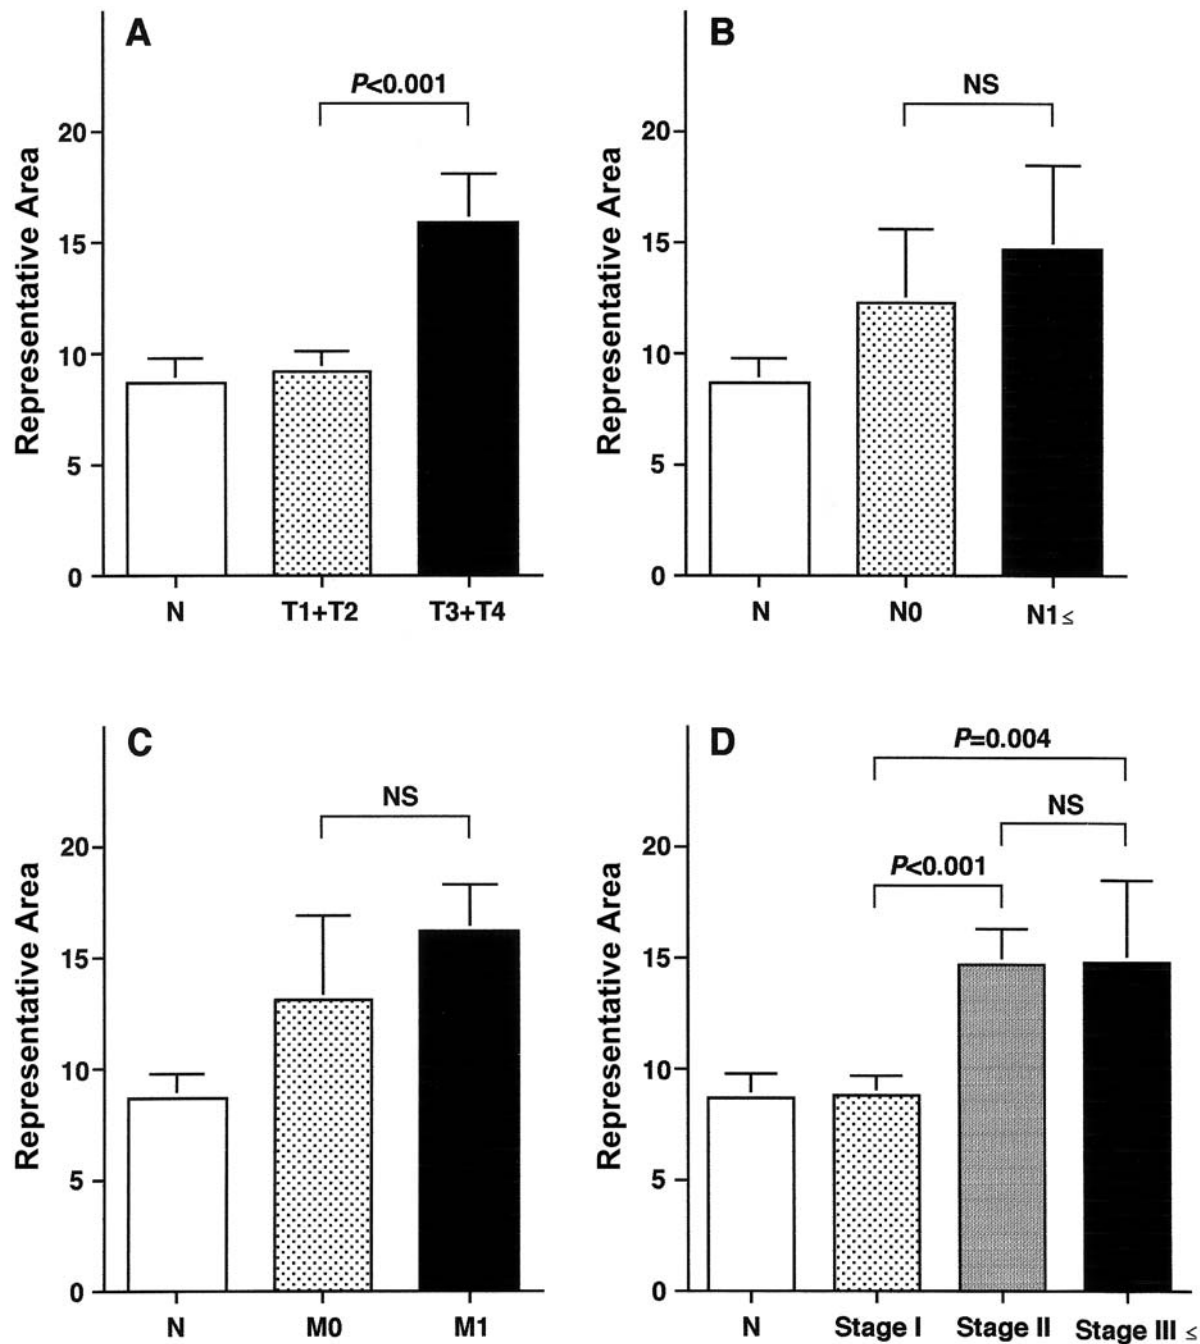 A
P<0.001
Representative Area
20
15
10
5
0
N T1+T2 T3+T4
B
NS
Representative Area
20
15
10
5
0
N N0 N1≤
C
NS
Representative Area
20
15
10
5
0
N M0 M1
D
P=0.004
NS
P<0.001
Representative Area
20
15
10
5
0
N Stage I Stage II Stage III ≤